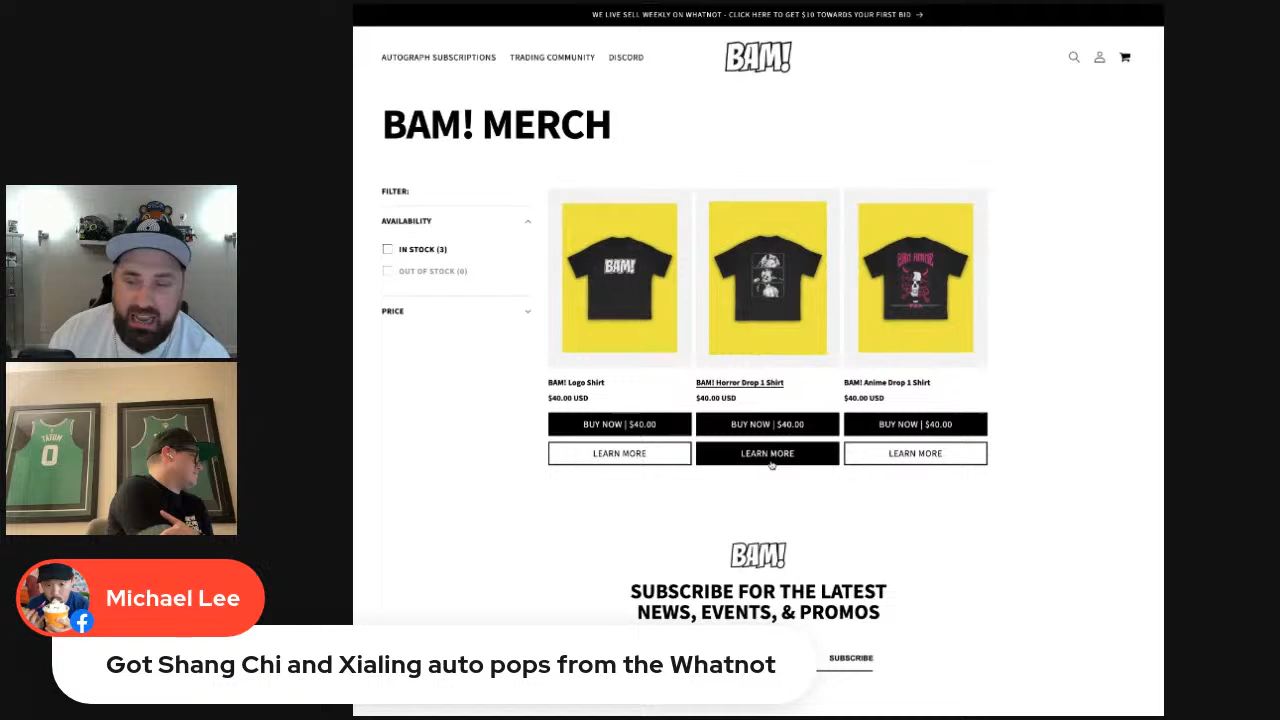 WE LIVE SELL WEEKLY ON WHATNOT - CLICK HERE TO GET $10 TOWARDS YOUR FIRST BID →
AUTOGRAPH SUBSCRIPTIONS TRADING COMMUNITY DISCORD
BAM!
BAM! MERCH
FILTER:
AVAILABILITY
IN STOCK (3)
OUT OF STOCK (0)
PRICE
BAM!
BAM! ANIME
BAM! Logo Shirt
$40.00 USD
BUY NOW | $40.00
LEARN MORE
BAM! Horror Drop 1 Shirt
$40.00 USD
BUY NOW | $40.00
LEARN MORE
BAM! Anime Drop 1 Shirt
$40.00 USD
BUY NOW | $40.00
LEARN MORE
BAM!
SUBSCRIBE FOR THE LATEST
NEWS, EVENTS, & PROMOS
SUBSCRIBE
TATUM
0
Michael Lee
Got Shang Chi and Xialing auto pops from the Whatnot